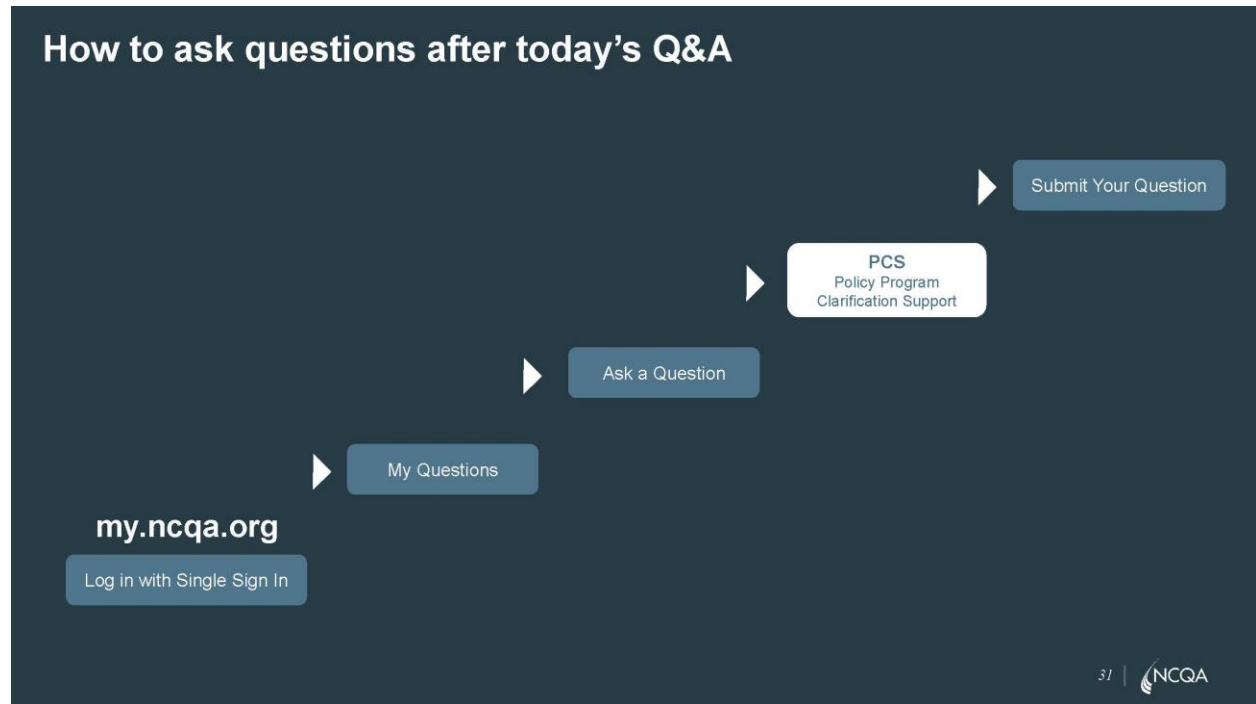 How to ask questions after today's Q&A
my.ncqa.org
Log in with Single Sign In
My Questions
Ask a Question
PCS
Policy Program
Clarification Support
Submit Your Question
31
NCQA